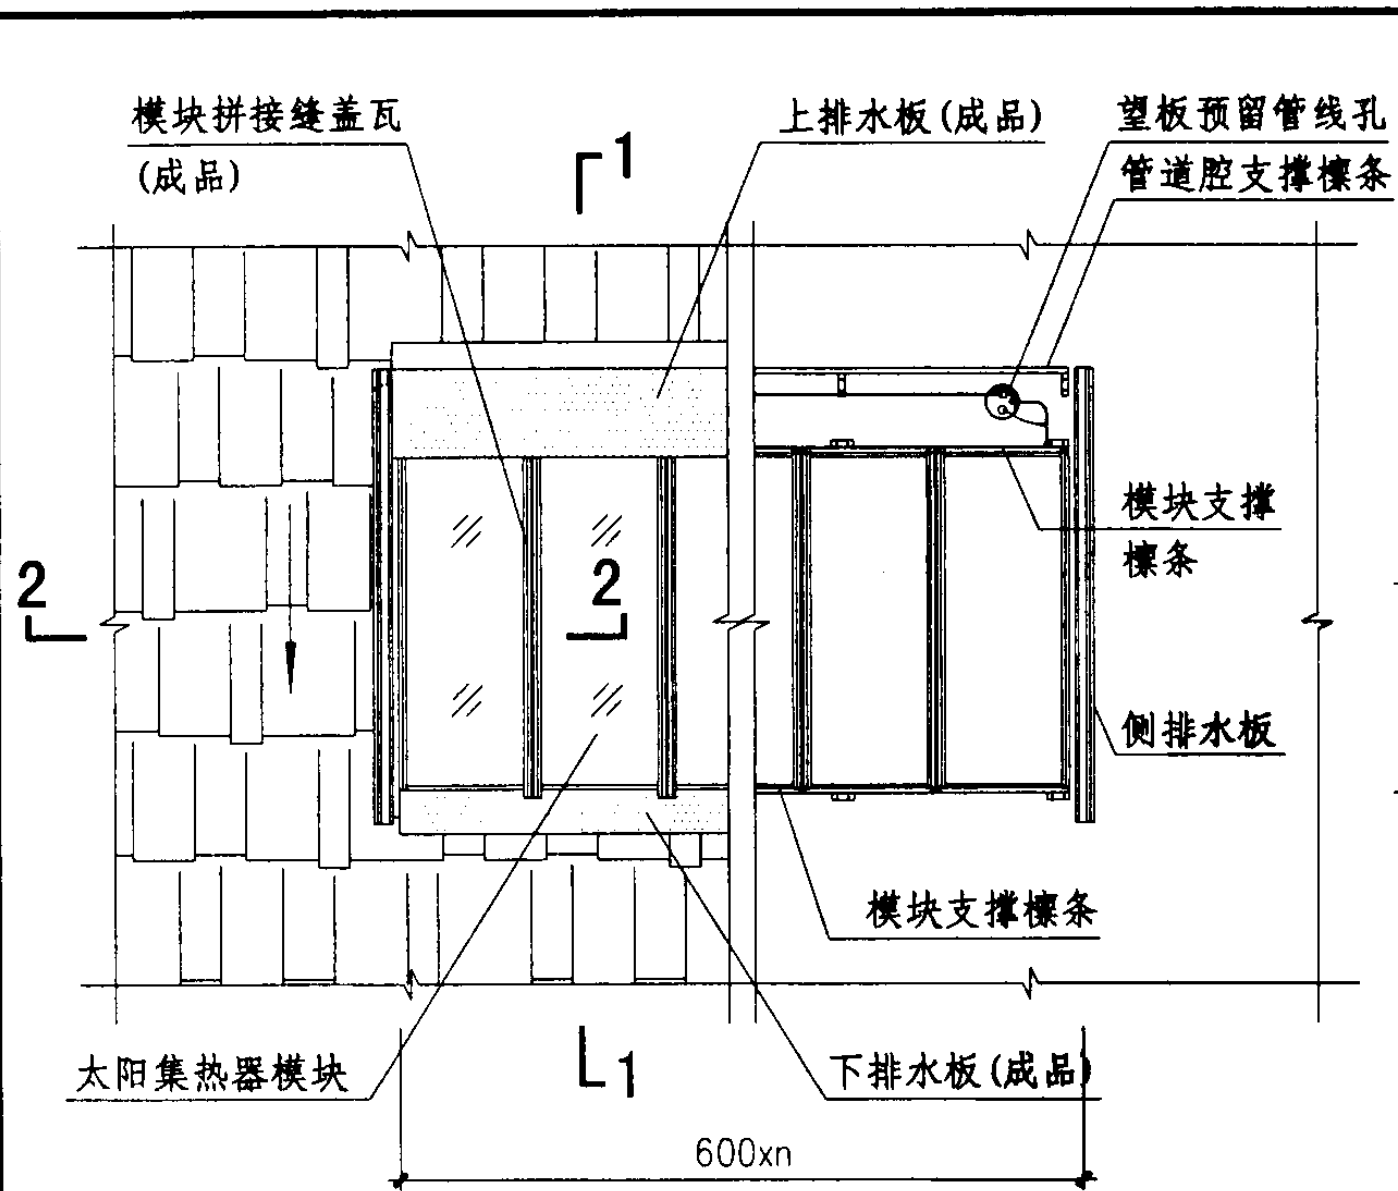 模块拼接缝盖瓦
(成品)
上排水板(成品)
望板预留管线孔
管道腔支撑檩条
1
模块支撑
檩条
2
2
侧排水板
模块支撑檩条
太阳集热器模块
1
下排水板(成品)
600xn